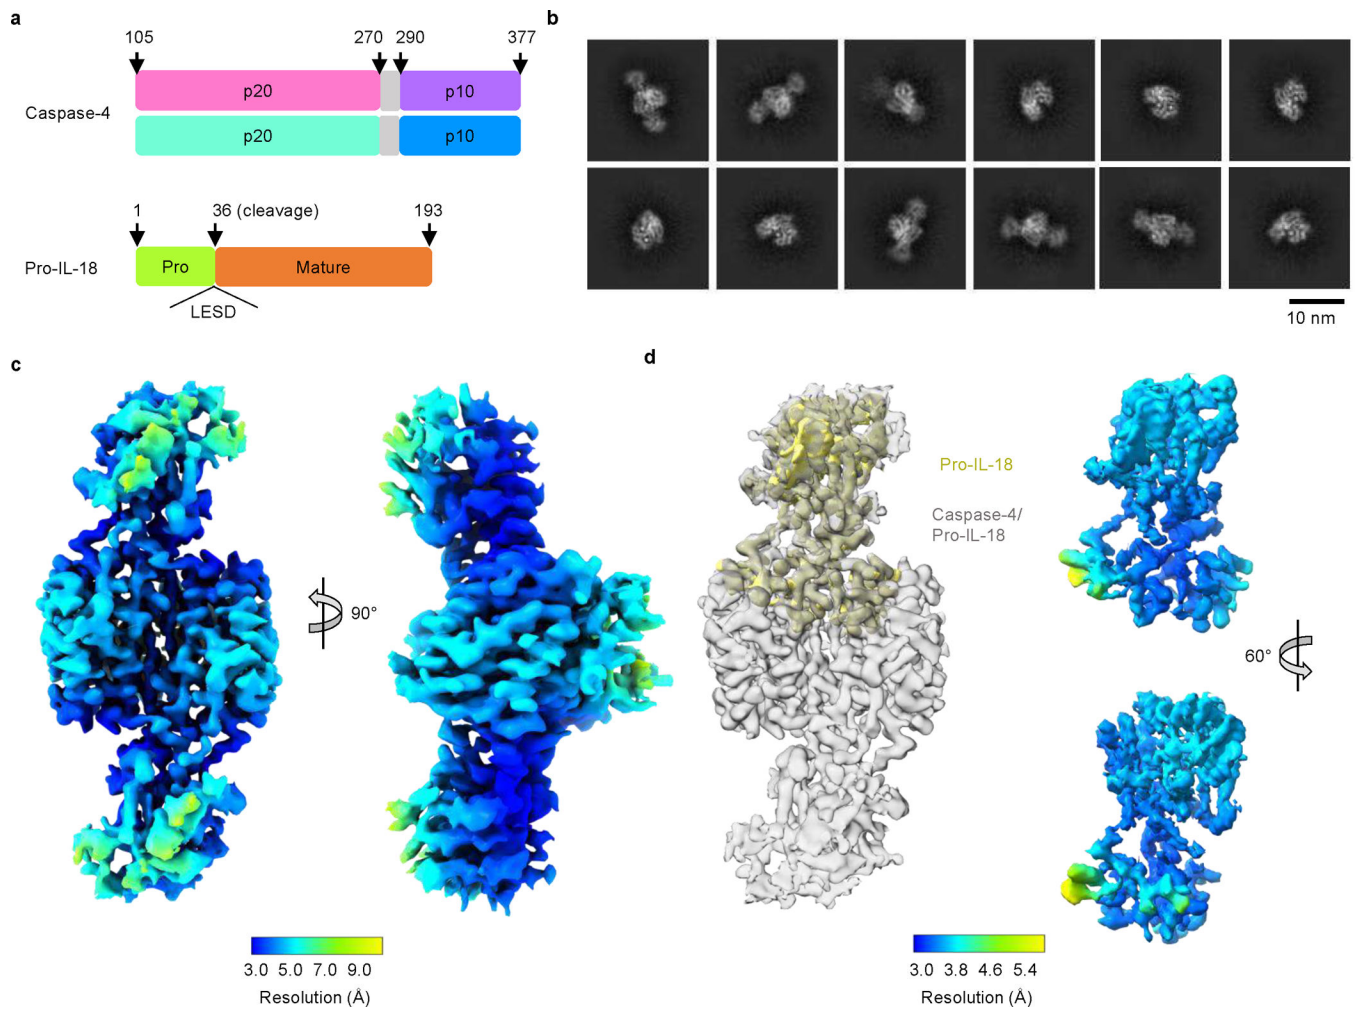 a
105 270 290 377
Caspase-4
p20 p10
p20 p10
1 36 (cleavage) 193
Pro-IL-18
Pro Mature
LESD
b
10 nm
c
90°
3.0 5.0 7.0 9.0
Resolution (Å)
d
Pro-IL-18
Caspase-4/
Pro-IL-18
60°
3.0 3.8 4.6 5.4
Resolution (Å)